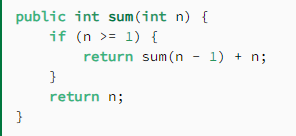 public int sum(int n) {
    if (n >= 1) {
        return sum(n - 1) + n;
    }
    return n;
}